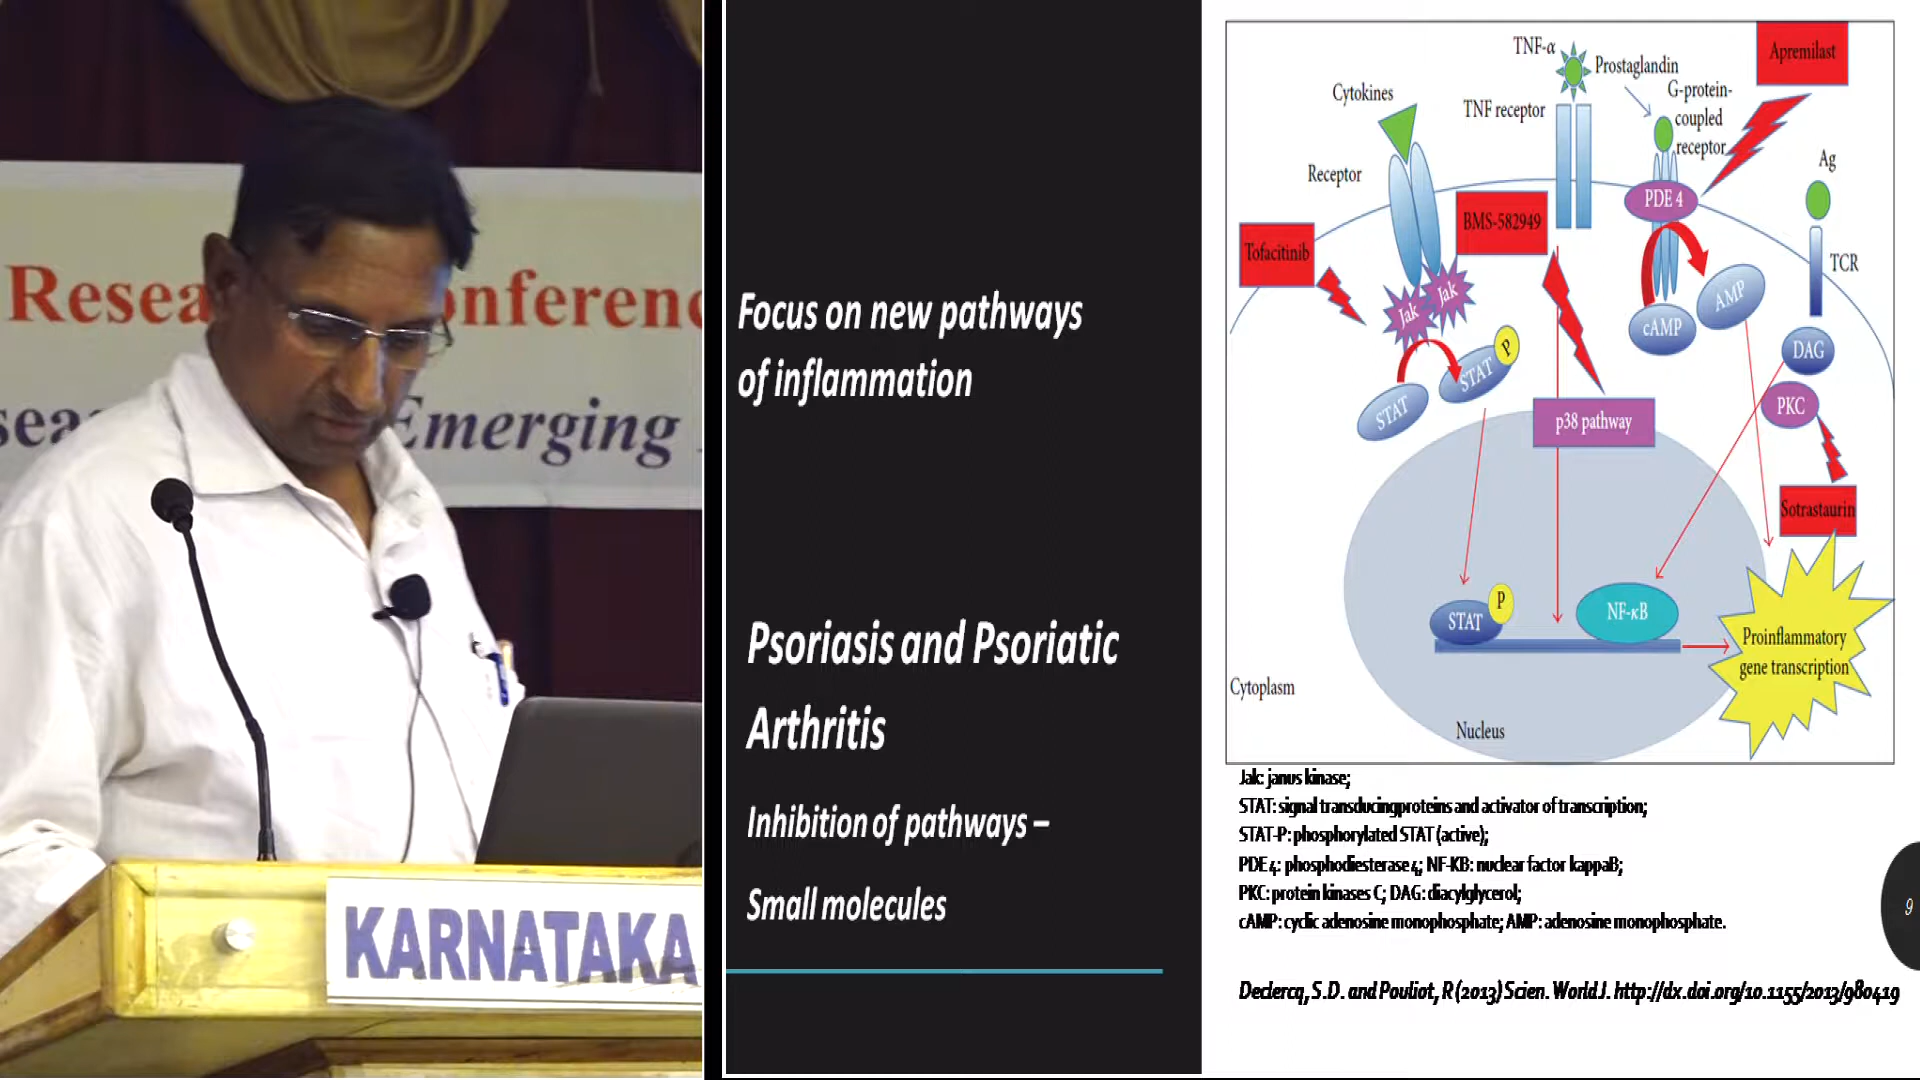 Resea onferenc
sea Emerging
KARNATAKA
Focus on new pathways
of inflammation
Psoriasis and Psoriatic
Arthritis
Inhibition of pathways –
Small molecules
TNF-α
Prostaglandin
Apremilast
Cytokines
TNF receptor
G-protein-
coupled
receptor
Ag
Receptor
PDE 4
BMS-582949
Tofacitinib
TCR
Jak
Jak
AMP
cAMP
STAT
P
STAT
DAG
PKC
p38 pathway
Sotrastaurin
STAT
P
NF-κB
Proinflammatory
gene transcription
Cytoplasm
Nucleus
Jak: janus kinase;
STAT: signal transducing proteins and activator of transcription;
STAT-P: phosphorylated STAT (active);
PDE 4: phosphodiesterase 4; NF-KB: nuclear factor kappaB;
PKC: protein kinases C; DAG: diacylglycerol;
cAMP: cyclic adenosine monophosphate; AMP: adenosine monophosphate.
Declercq, S.D. and Pouliot, R (2013) Scien. World J. http://dx.doi.org/10.1155/2013/980419
9